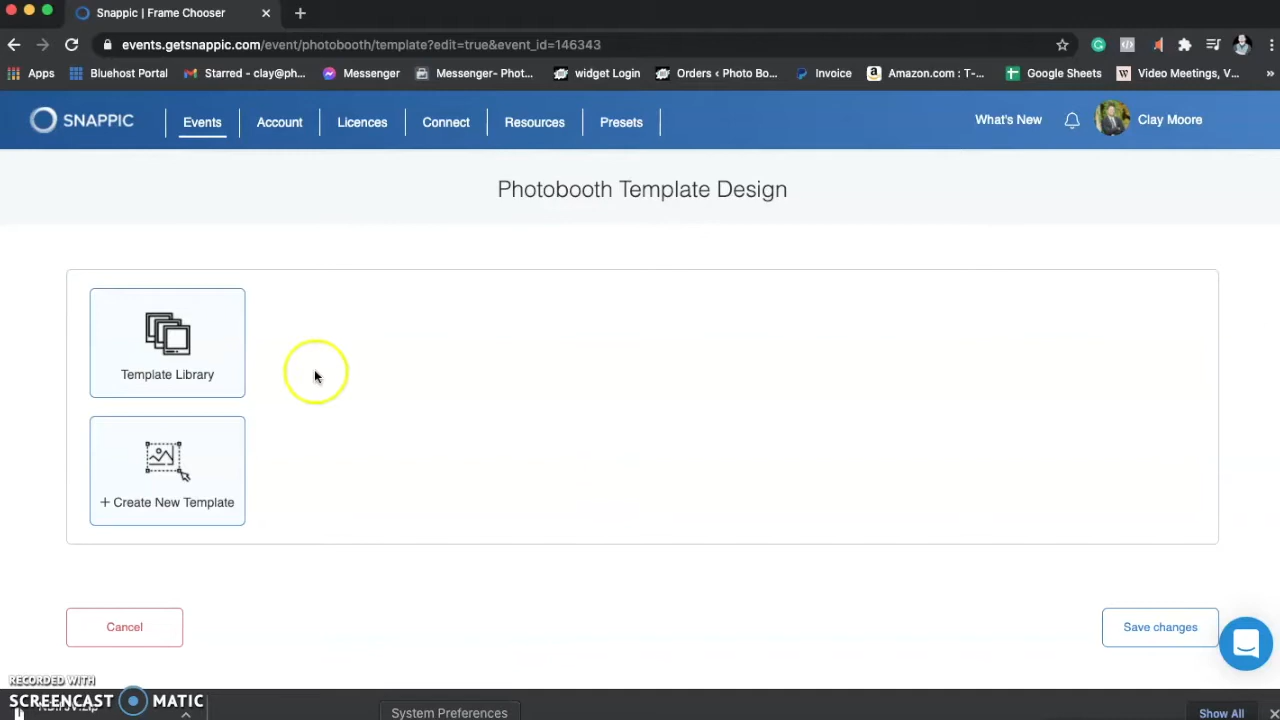 Snappic | Frame Chooser
events.getsnappic.com/event/photobooth/template?edit=true&event_id=146343
Apps Bluehost Portal Starred - clay@ph... Messenger Messenger- Phot... widget Login Orders ‹ Photo Bo... Invoice Amazon.com : T-... Google Sheets Video Meetings, V... »
SNAPPIC Events Account Licences Connect Resources Presets What's New Clay Moore
Photobooth Template Design
Template Library
+ Create New Template
Cancel Save changes
RECORDED WITH
SCREENCAST MATIC
System Preferences Show All